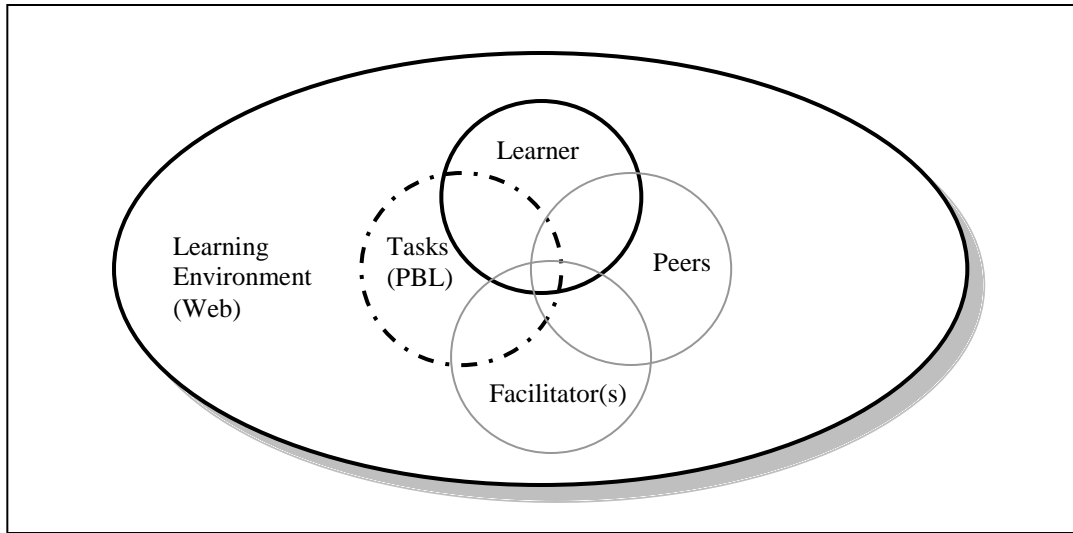 Learner
Learning
Environment
(Web)
Tasks
(PBL)
Peers
Facilitator(s)